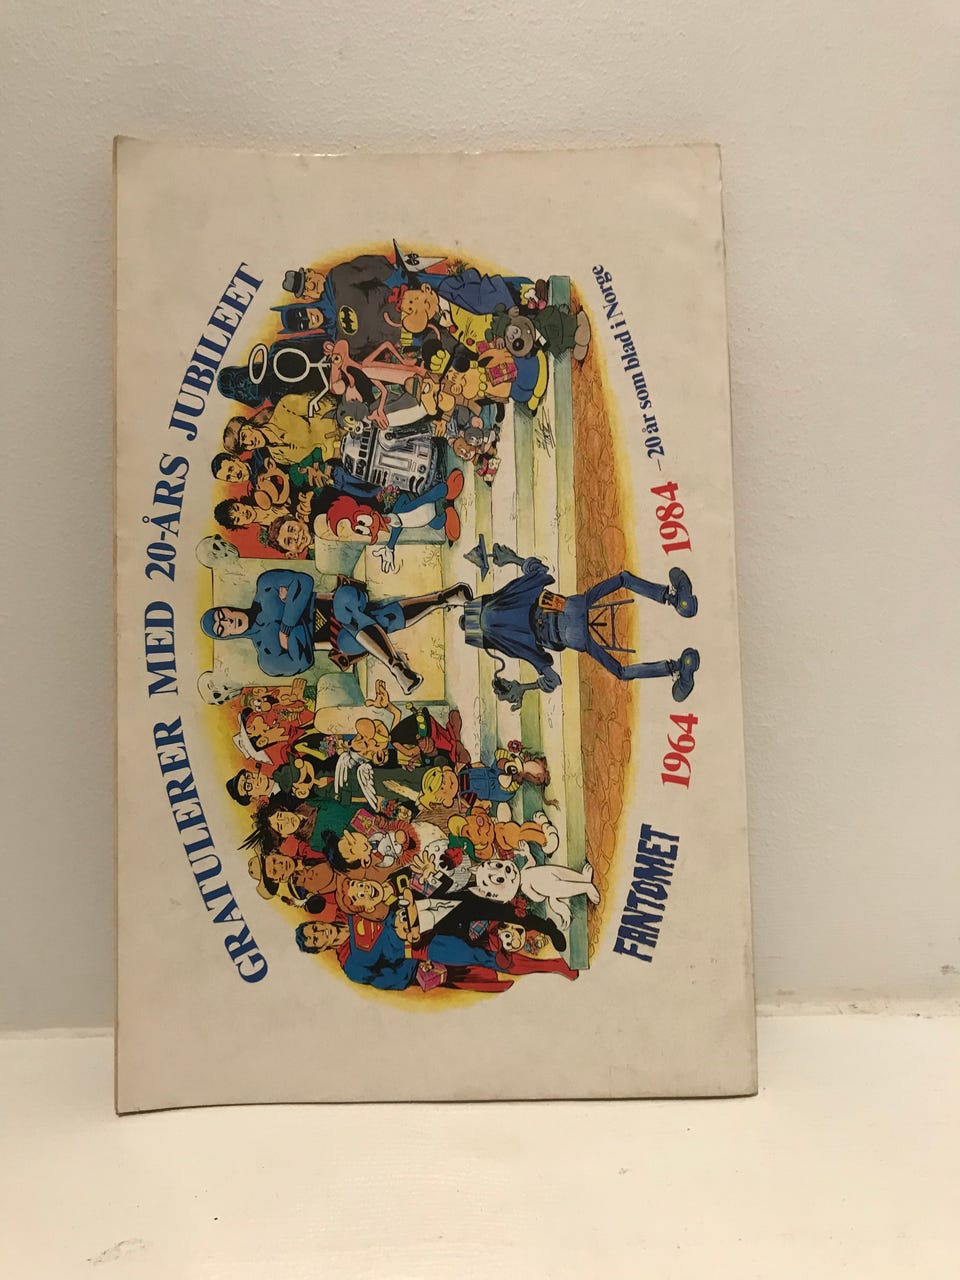 GRATULERER MED 20-ÅRS JUBILEET
FANTOMET
1964
1984
– 20 år som blad i Norge